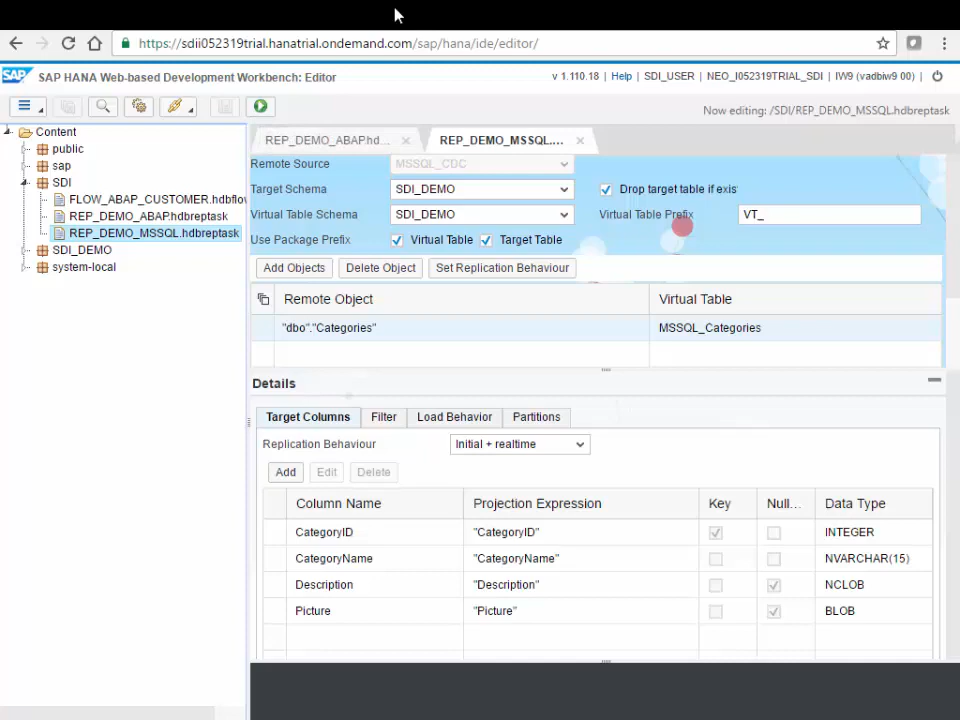 https://sdii052319trial.hanatrial.ondemand.com/sap/hana/ide/editor/
SAP SAP HANA Web-based Development Workbench: Editor
v 1.110.18 | Help | SDI_USER | NEO_I052319TRIAL_SDI | IW9 (vadbiw9 00) |
Now editing: /SDI/REP_DEMO_MSSQL.hdbreptask
Content
public
sap
SDI
FLOW_ABAP_CUSTOMER.hdbflow
REP_DEMO_ABAP.hdbreptask
REP_DEMO_MSSQL.hdbreptask
SDI_DEMO
system-local
REP_DEMO_ABAP.hd... ×
REP_DEMO_MSSQL.... ×
Remote Source MSSQL_CDC
Target Schema SDI_DEMO Drop target table if exist
Virtual Table Schema SDI_DEMO Virtual Table Prefix VT_
Use Package Prefix Virtual Table Target Table
Add Objects Delete Object Set Replication Behaviour
Remote Object Virtual Table
"dbo"."Categories" MSSQL_Categories
Details
Target Columns Filter Load Behavior Partitions
Replication Behaviour Initial + realtime
Add Edit Delete
Column Name Projection Expression Key Null... Data Type
CategoryID "CategoryID" INTEGER
CategoryName "CategoryName" NVARCHAR(15)
Description "Description" NCLOB
Picture "Picture" BLOB